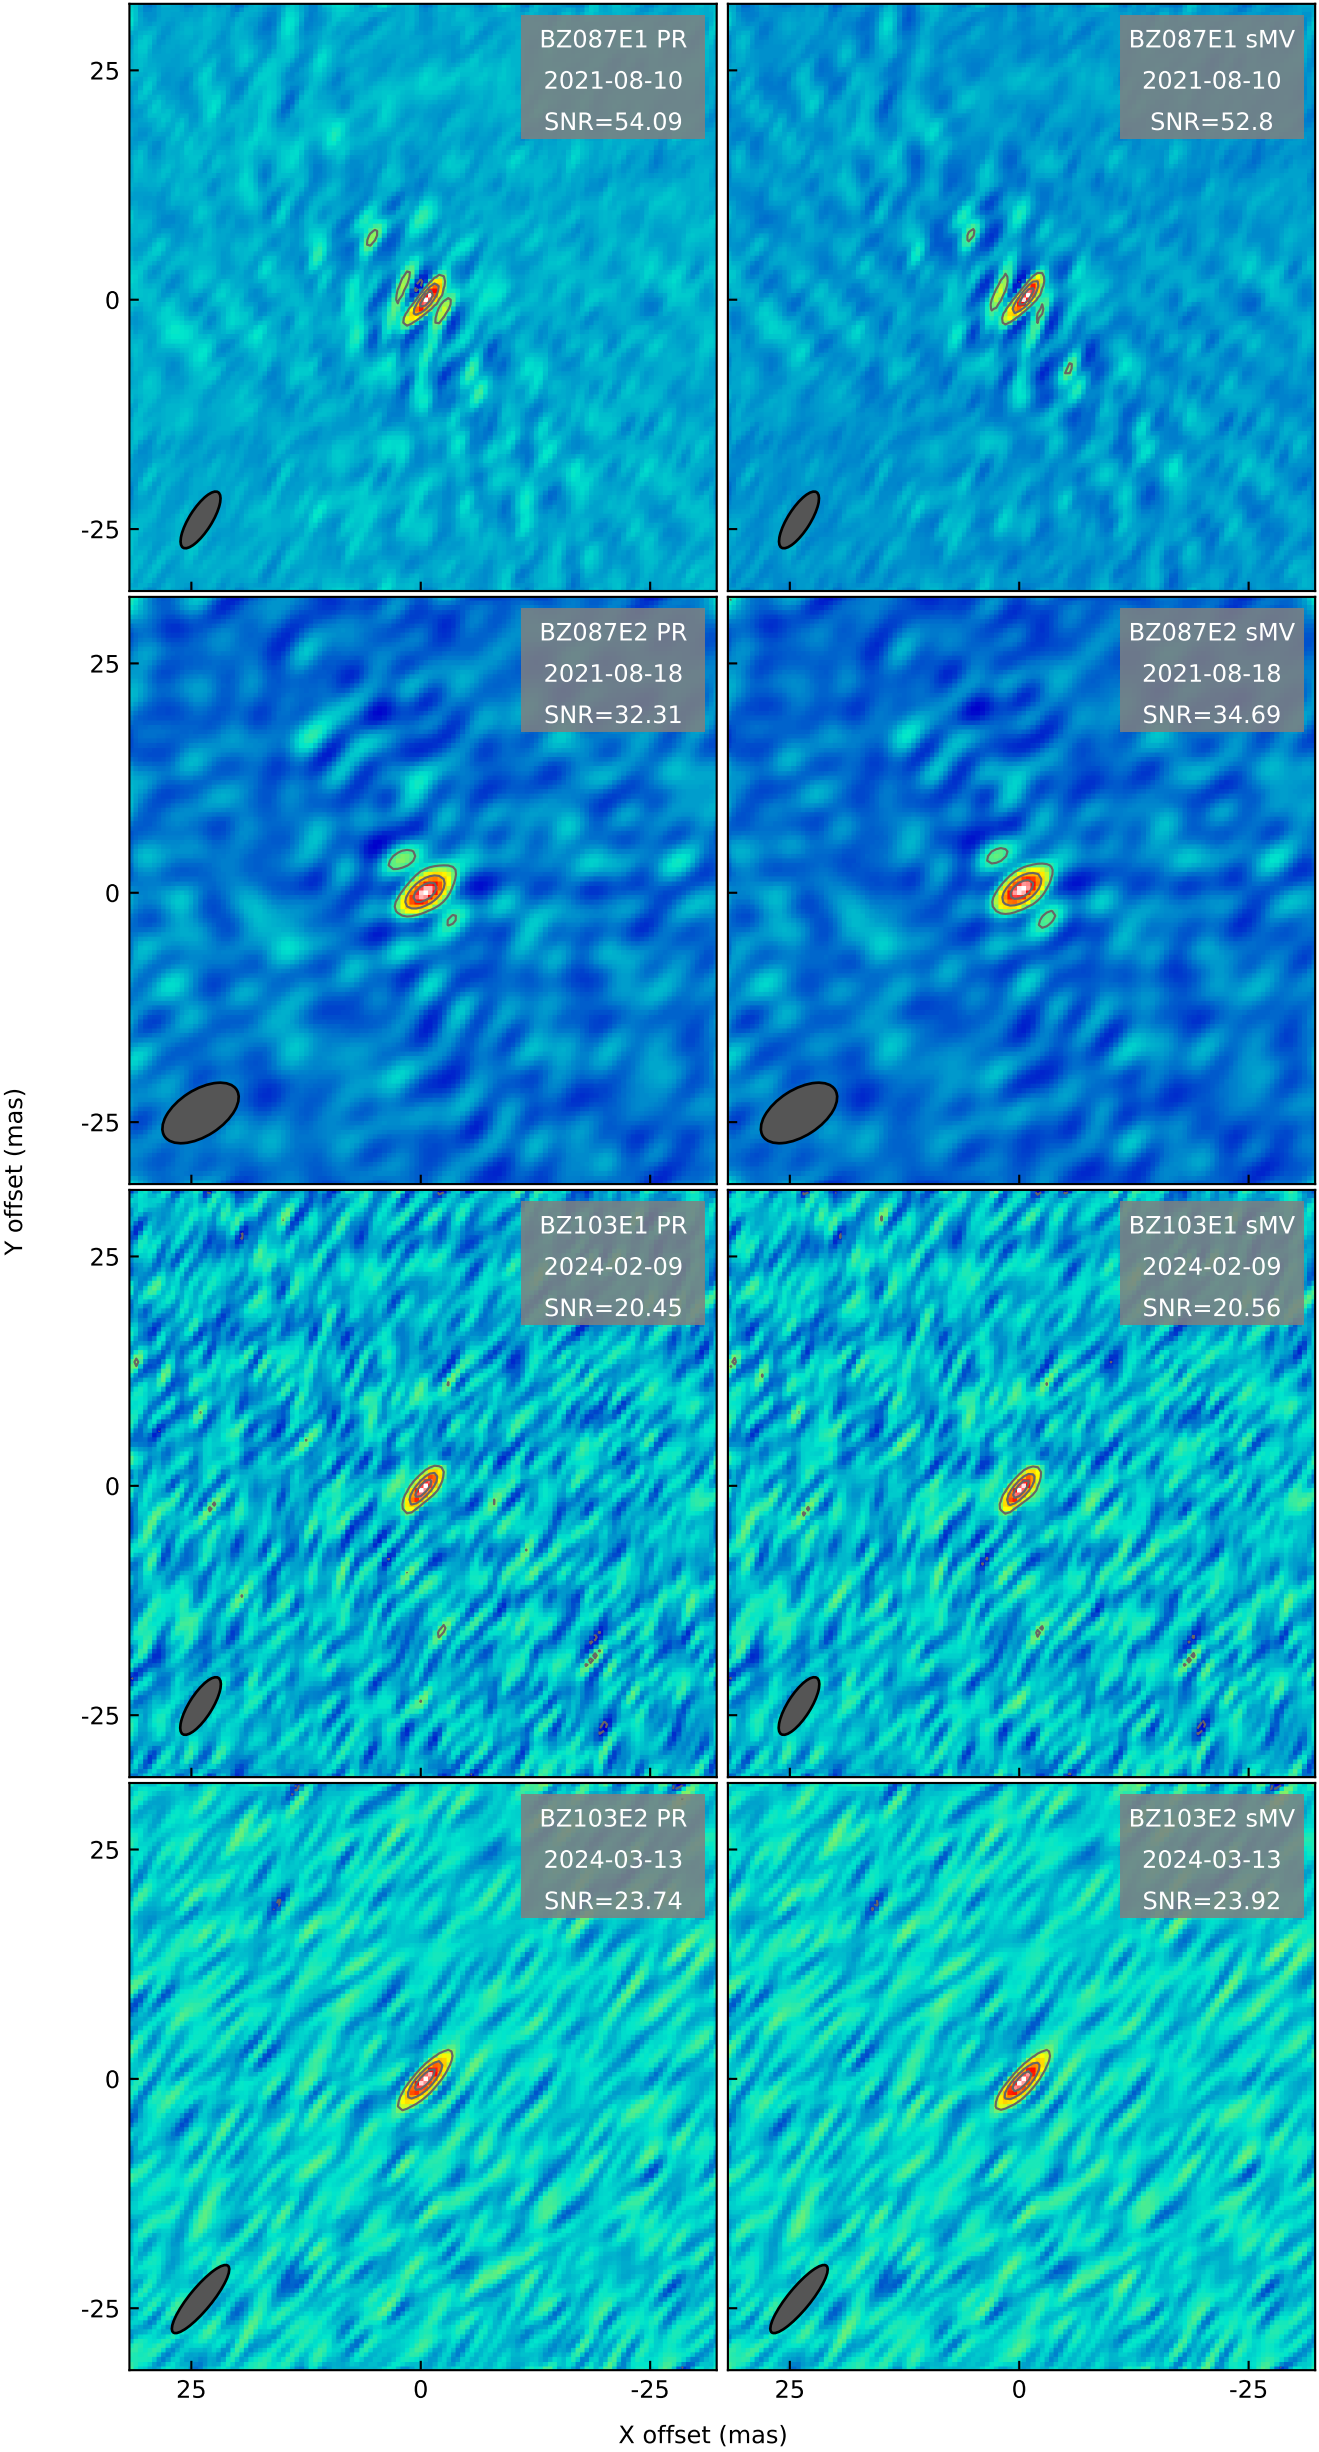 BZ087E1 PR
2021-08-10
SNR=54.09
BZ087E1 sMV
2021-08-10
SNR=52.8
25
0
-25
BZ087E2 PR
2021-08-18
SNR=32.31
BZ087E2 sMV
2021-08-18
SNR=34.69
25
0
-25
Y offset (mas)
BZ103E1 PR
2024-02-09
SNR=20.45
BZ103E1 sMV
2024-02-09
SNR=20.56
25
0
-25
BZ103E2 PR
2024-03-13
SNR=23.74
BZ103E2 sMV
2024-03-13
SNR=23.92
25
0
-25
25 0 -25 25 0 -25
X offset (mas)